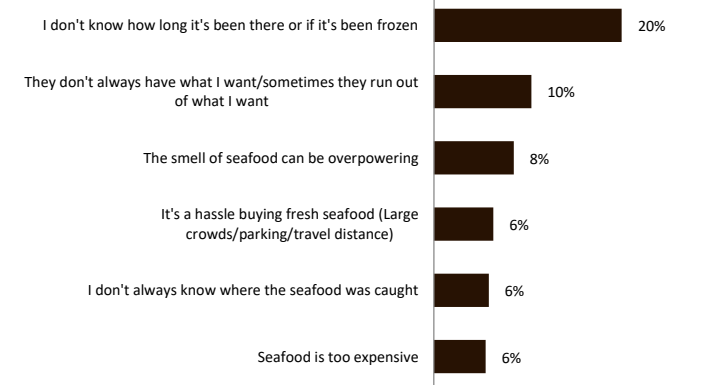 I don't know how long it's been there or if it's been frozen
20%
They don't always have what I want/sometimes they run out
of what I want
10%
The smell of seafood can be overpowering
8%
It's a hassle buying fresh seafood (Large
crowds/parking/travel distance)
6%
I don't always know where the seafood was caught
6%
Seafood is too expensive
6%